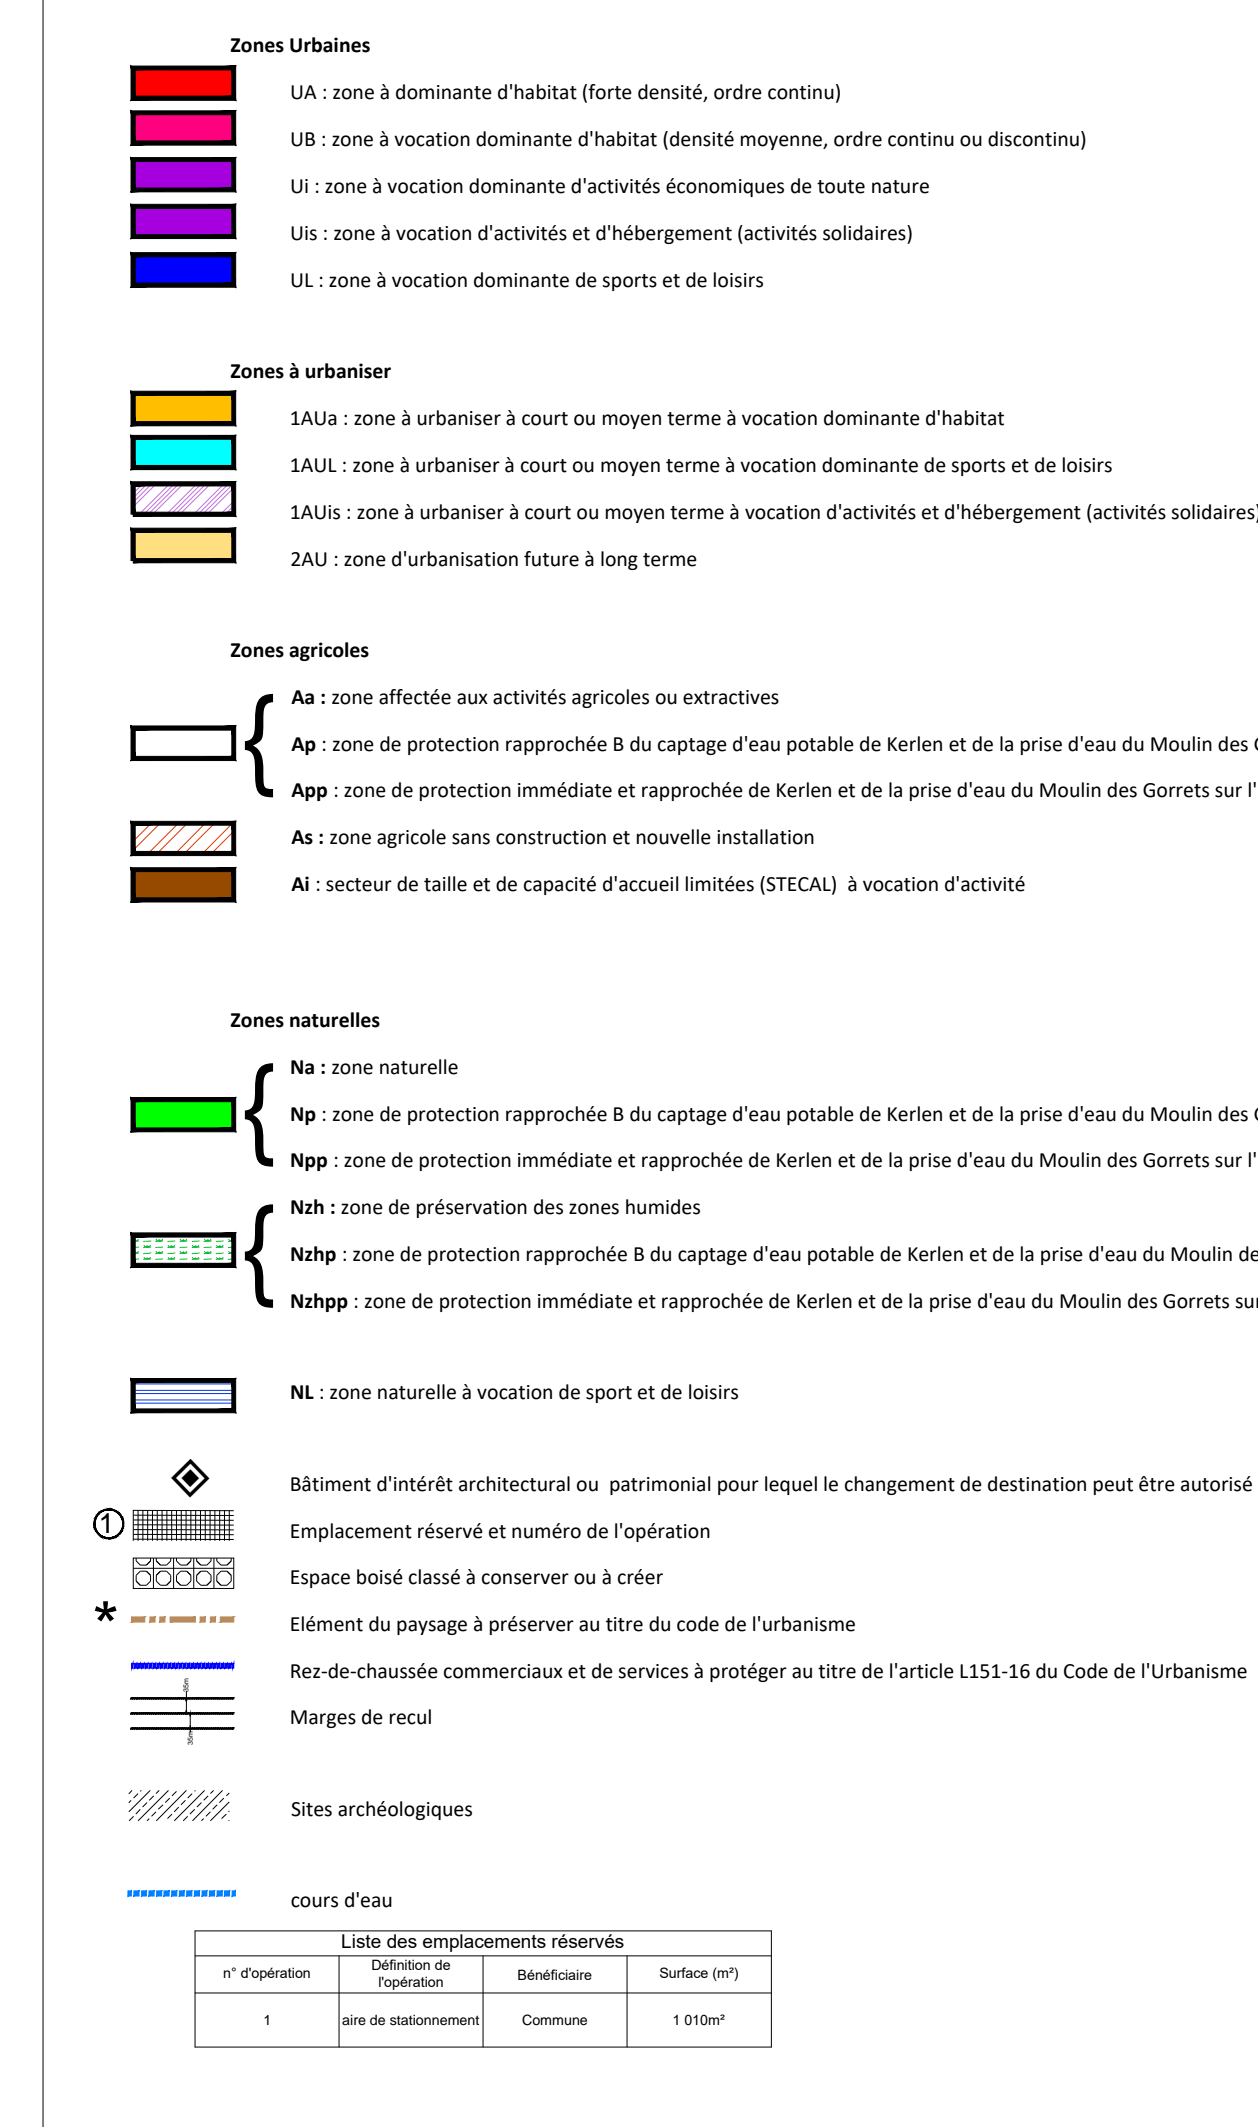 Zones Urbaines
UA : zone à dominante d'habitat (forte densité, ordre continu)
UB : zone à vocation dominante d'habitat (densité moyenne, ordre continu ou discontinu)
Ui : zone à vocation dominante d'activités économiques de toute nature
Uis : zone à vocation d'activités et d'hébergement (activités solidaires)
UL : zone à vocation dominante de sports et de loisirs
Zones à urbaniser
1AUa : zone à urbaniser à court ou moyen terme à vocation dominante d'habitat
1AUL : zone à urbaniser à court ou moyen terme à vocation dominante de sports et de loisirs
1AUis : zone à urbaniser à court ou moyen terme à vocation d'activités et d'hébergement (activités solidaires)
2AU : zone d'urbanisation future à long terme
Zones agricoles
Aa : zone affectée aux activités agricoles ou extractives
Ap : zone de protection rapprochée B du captage d'eau potable de Kerlen et de la prise d'eau du Moulin des
App : zone de protection immédiate et rapprochée de Kerlen et de la prise d'eau du Moulin des Gorrets sur l'
As : zone agricole sans construction et nouvelle installation
Ai : secteur de taille et de capacité d'accueil limitées (STECAL) à vocation d'activité
Zones naturelles
Na : zone naturelle
Np : zone de protection rapprochée B du captage d'eau potable de Kerlen et de la prise d'eau du Moulin des
Npp : zone de protection immédiate et rapprochée de Kerlen et de la prise d'eau du Moulin des Gorrets sur l'
Nzh : zone de préservation des zones humides
Nzhp : zone de protection rapprochée B du captage d'eau potable de Kerlen et de la prise d'eau du Moulin de
Nzhpp : zone de protection immédiate et rapprochée de Kerlen et de la prise d'eau du Moulin des Gorrets sur
NL : zone naturelle à vocation de sport et de loisirs
Bâtiment d'intérêt architectural ou patrimonial pour lequel le changement de destination peut être autorisé
1 Emplacement réservé et numéro de l'opération
Espace boisé classé à conserver ou à créer
* Elément du paysage à préserver au titre du code de l'urbanisme
Rez-de-chaussée commerciaux et de services à protéger au titre de l'article L151-16 du Code de l'Urbanisme
35m
Marges de recul
35m
Sites archéologiques
cours d'eau
Liste des emplacements réservés
n° d'opération Définition de l'opération Bénéficiaire Surface (m²)
1 aire de stationnement Commune 1 010m²